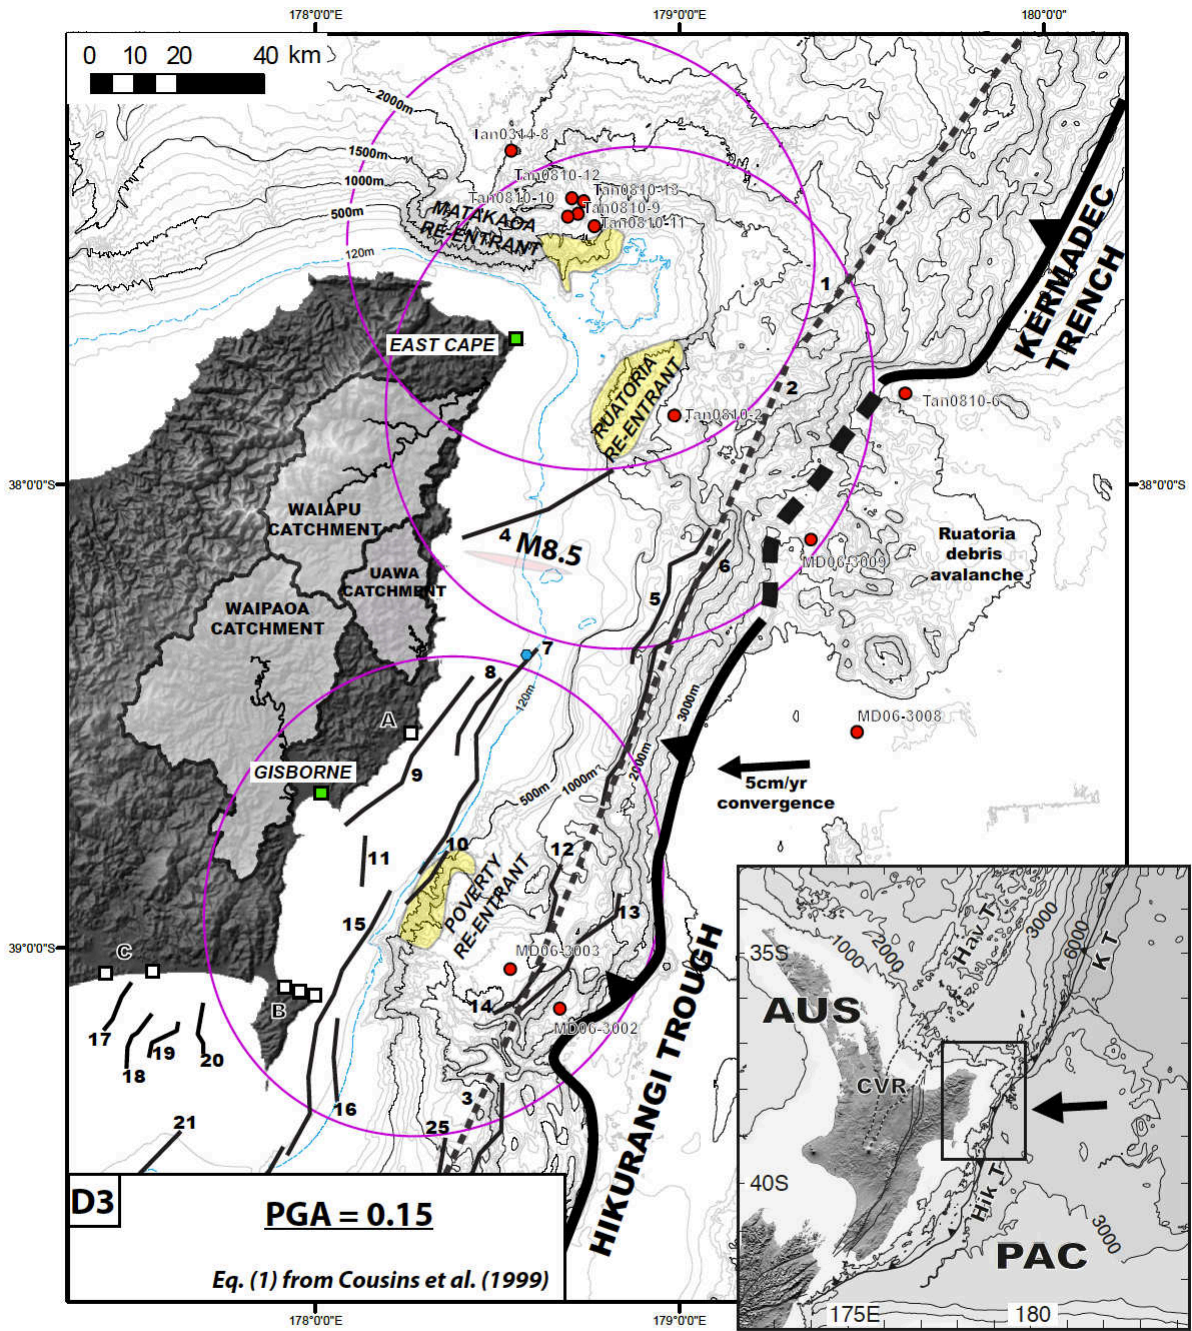 178°0'0"E
179°0'0"E
180°0'0"
0 10 20 40 km
2000m
1500m
1000m
500m
120m
Tan0314-8
Tan0810-12
Tan0810-13
Tan0810-10
Tan0810-9
Tan0810-11
MATAKAOA
RE-ENTRANT
KERMADEC
TRENCH
1
EAST CAPE
2
RUATORIA
RE-ENTRANT
Tan0810-2
Tan0810-6
38°0'0"S
38°0'0"S
WAIAPU
CATCHMENT
4
M8.5
Ruatoria
debris
avalanche
MD06-3009
6
UAWA
CATCHMENT
5
WAIPAOA
CATCHMENT
7
8
120m
3000m
A
MD06-3008
9
2000m
GISBORNE
1000m
500m
5cm/yr
convergence
11
10
12
POVERTY
RE-ENTRANT
15
13
39°0'0"S
C
MD06-3003
14
B
MD06-3002
17
18
19
20
16
3
21
25
HIKURANGI TROUGH
D3
PGA = 0.15
Eq. (1) from Cousins et al. (1999)
35S
1000
2000
Hav T
3000
6000
K T
AUS
CVR
40S
Hik T
3000
PAC
175E
180
178°0'0"E
179°0'0"E